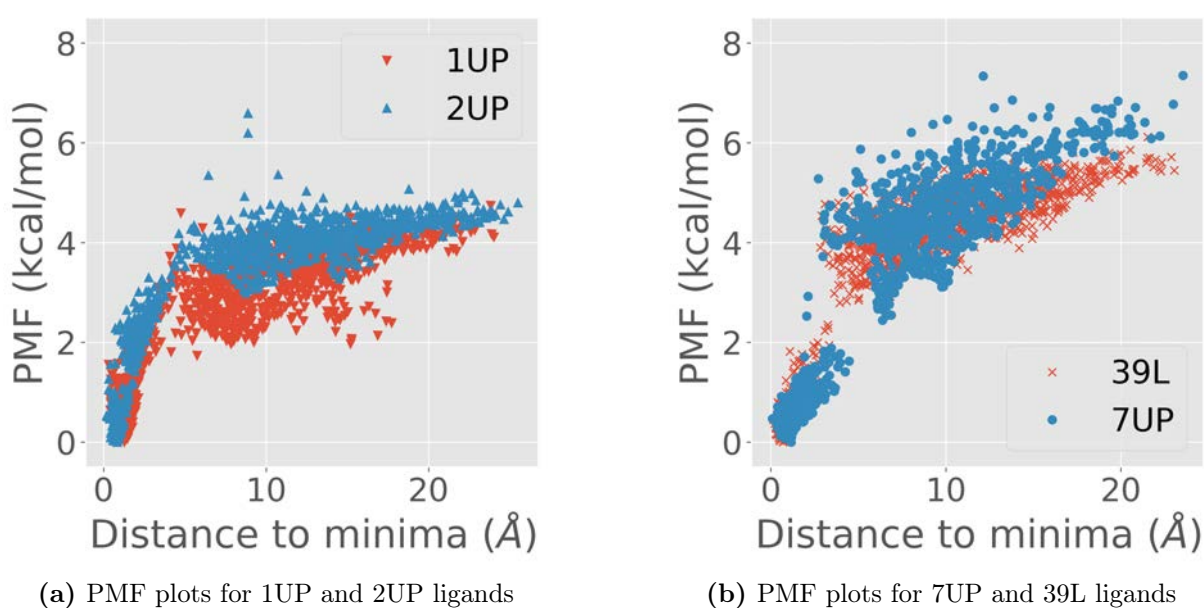 8
6
4
2
0
PMF (kcal/mol)
1UP
2UP
0
10
20
Distance to minima (Å)
(a) PMF plots for 1UP and 2UP ligands
8
6
4
2
0
PMF (kcal/mol)
39L
7UP
0
10
20
Distance to minima (Å)
(b) PMF plots for 7UP and 39L ligands